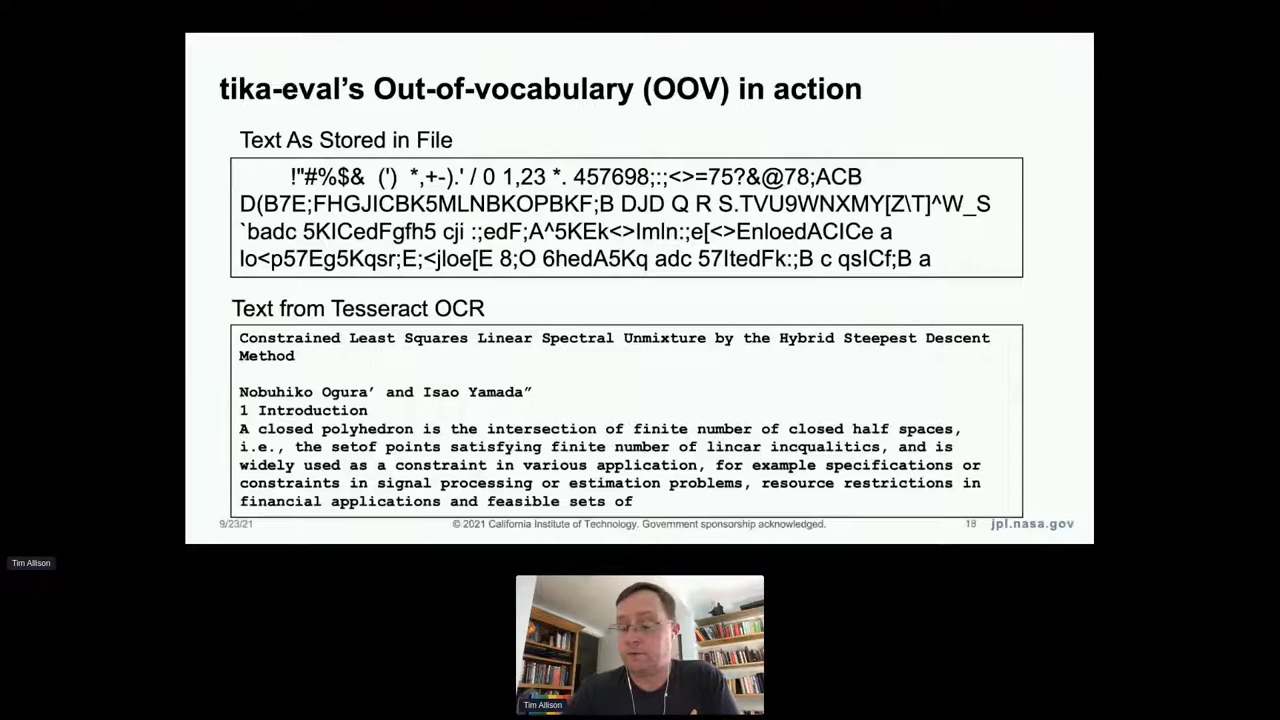 tika-eval’s Out-of-vocabulary (OOV) in action
Text As Stored in File
!"#%$& (') *,+-).' / 0 1,23 *. 457698;:;<>=75?&@78;ACB
D(B7E;FHGJICBK5MLNBKOPBKF;B DJD Q R S.TVU9WNXMY[Z\T]^W_S
`badc 5KICedFgfh5 cji :;edF;A^5KEk<>Imln:;e[<>EnloedACICe a
lo<p57Eg5Kqsr;E;<jloe[E 8;O 6hedA5Kq adc 57ItedFk:;B c qsICf;B a
Text from Tesseract OCR
Constrained Least Squares Linear Spectral Unmixture by the Hybrid Steepest Descent
Method
Nobuhiko Ogura’ and Isao Yamada”
1 Introduction
A closed polyhedron is the intersection of finite number of closed half spaces,
i.e., the setof points satisfying finite number of lincar incqualitics, and is
widely used as a constraint in various application, for example specifications or
constraints in signal processing or estimation problems, resource restrictions in
financial applications and feasible sets of
9/23/21
© 2021 California Institute of Technology. Government sponsorship acknowledged.
18
jpl.nasa.gov
Tim Allison
Tim Allison